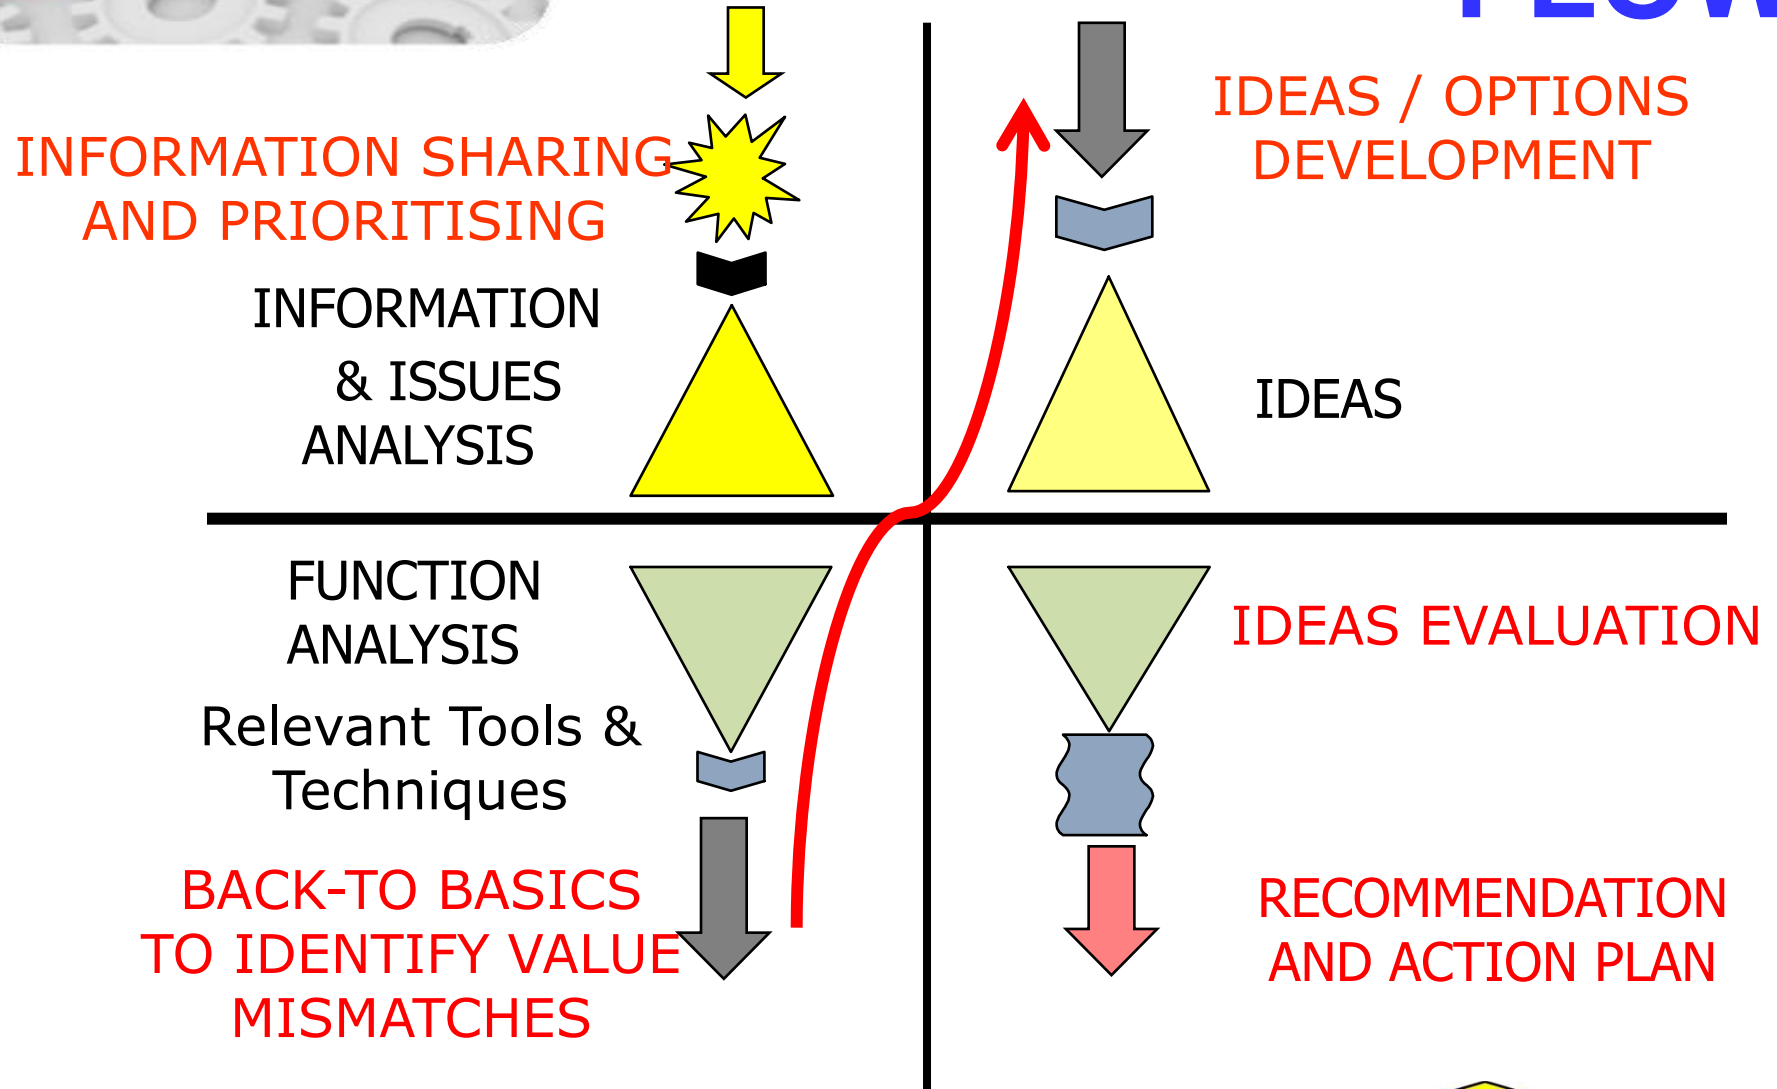 FLOW
INFORMATION SHARING
AND PRIORITISING
INFORMATION
& ISSUES
ANALYSIS
FUNCTION
ANALYSIS
Relevant Tools &
Techniques
BACK-TO BASICS
TO IDENTIFY VALUE
MISMATCHES
IDEAS / OPTIONS
DEVELOPMENT
IDEAS
IDEAS EVALUATION
RECOMMENDATION
AND ACTION PLAN